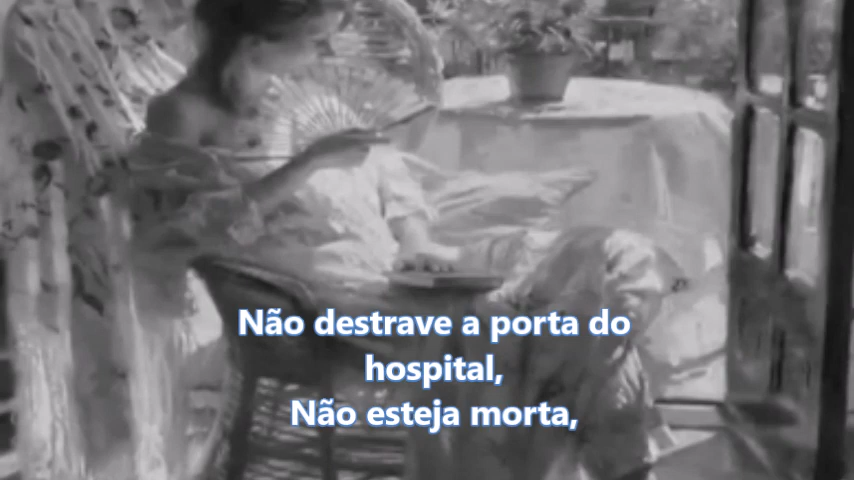 Não destrave a porta do
hospital,
Não esteja morta,